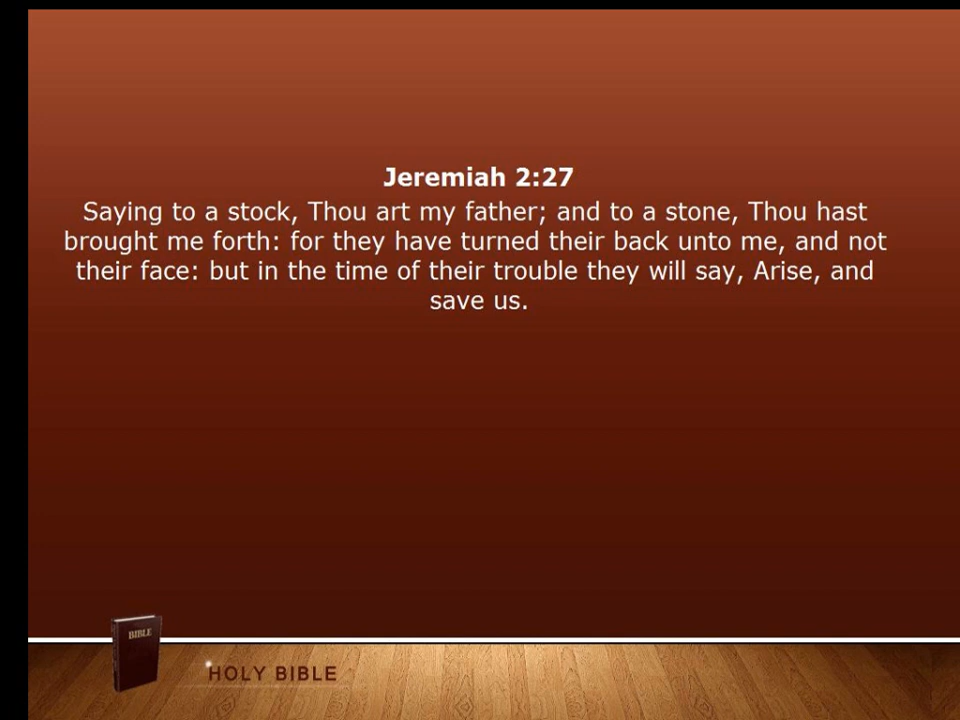 Jeremiah 2:27
Saying to a stock, Thou art my father; and to a stone, Thou hast
brought me forth: for they have turned their back unto me, and not
their face: but in the time of their trouble they will say, Arise, and
save us.
BIBLE
HOLY BIBLE